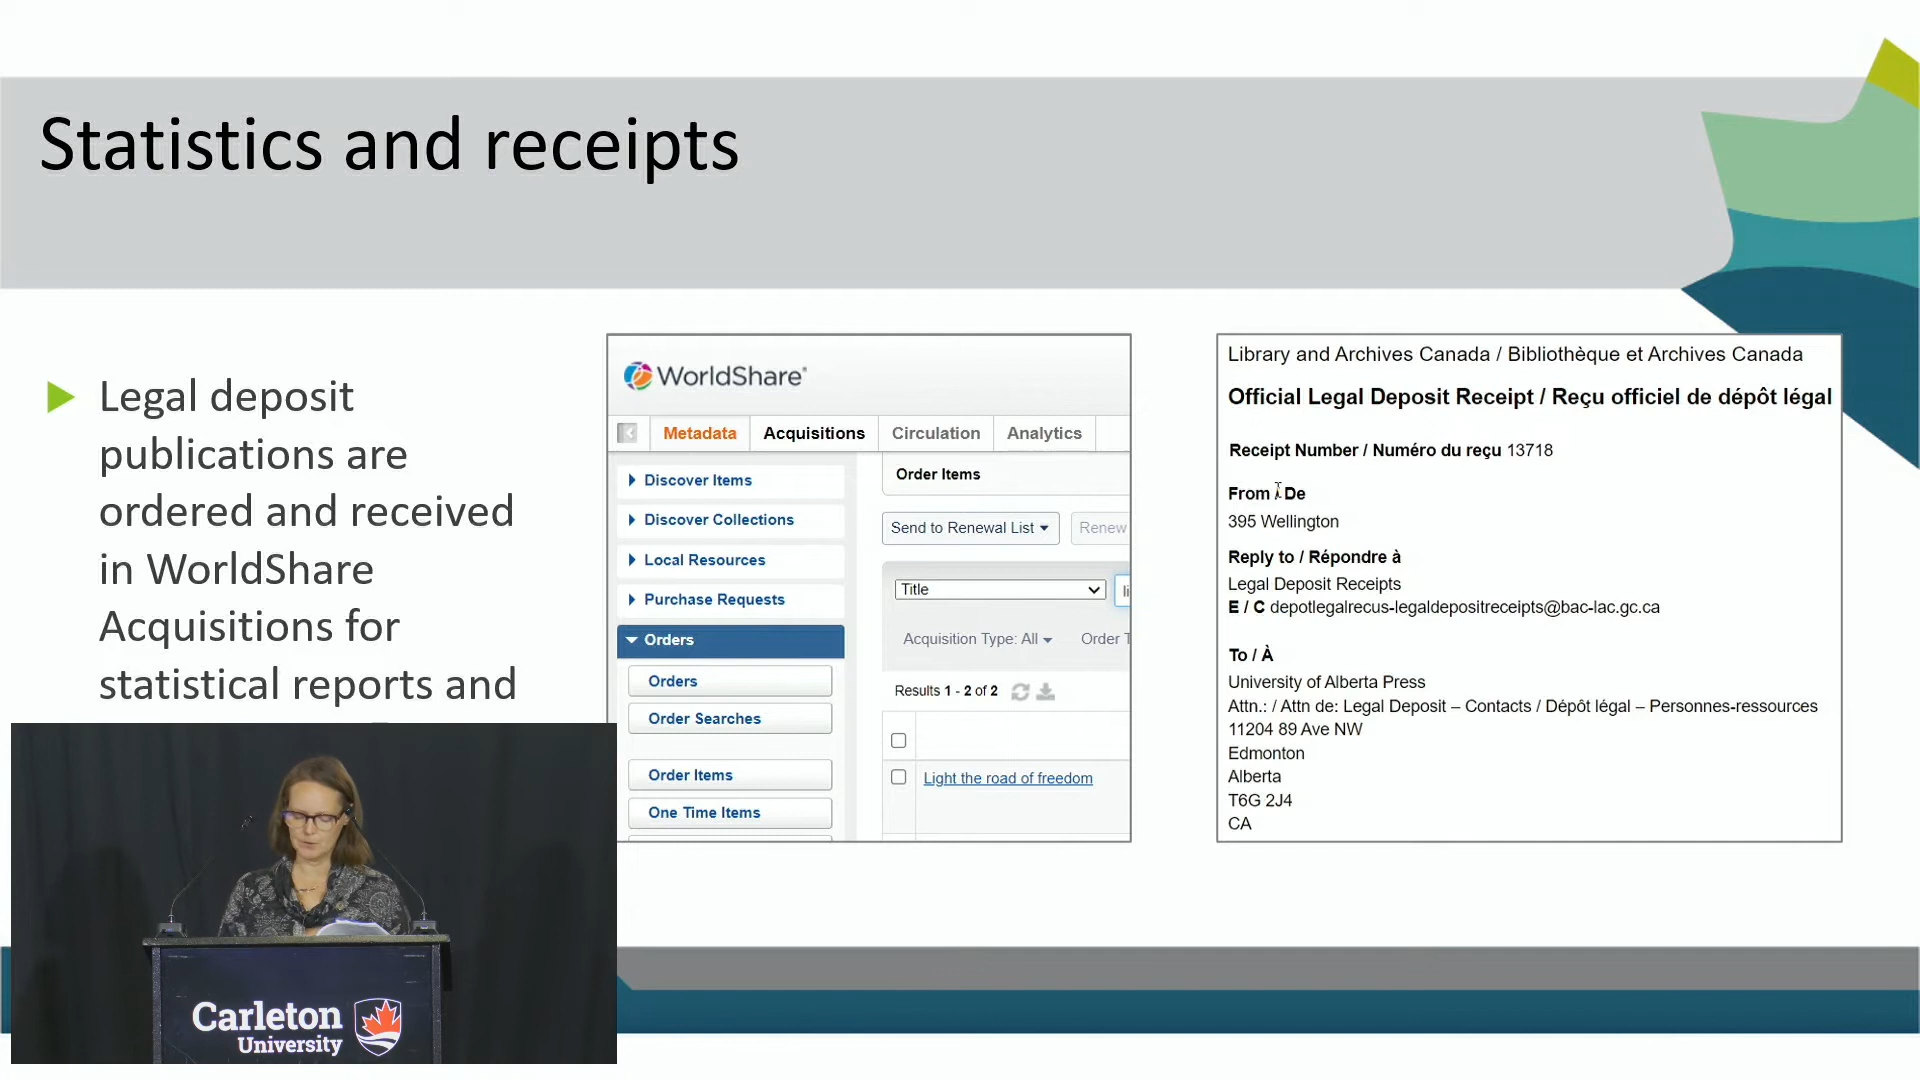 Statistics and receipts
Legal deposit
publications are
ordered and received
in WorldShare
Acquisitions for
statistical reports and
WorldShare®
Metadata
Acquisitions
Circulation
Analytics
Discover Items
Discover Collections
Local Resources
Purchase Requests
Orders
Orders
Order Searches
Order Items
One Time Items
Order Items
Send to Renewal List
Renew
Title
li
Acquisition Type: All
Order T
Results 1 - 2 of 2
Light the road of freedom
Library and Archives Canada / Bibliothèque et Archives Canada
Official Legal Deposit Receipt / Reçu officiel de dépôt légal
Receipt Number / Numéro du reçu 13718
From / De
395 Wellington
Reply to / Répondre à
Legal Deposit Receipts
E / C depotlegalrecus-legaldepositreceipts@bac-lac.gc.ca
To / À
University of Alberta Press
Attn.: / Attn de: Legal Deposit – Contacts / Dépôt légal – Personnes-ressources
11204 89 Ave NW
Edmonton
Alberta
T6G 2J4
CA
Carleton
University